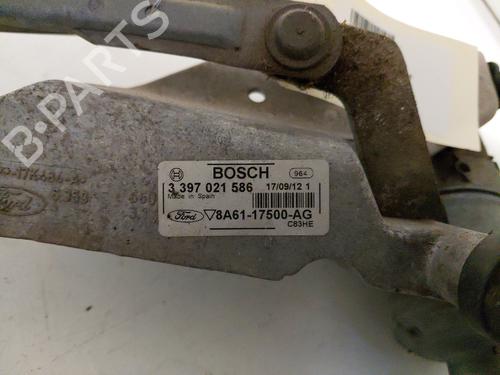 B-PARTS
BOSCH
964
3 397 021 586
17/09/12 1
Made in Spain
Ford
8A61-17500-AG
C83HE
Ford